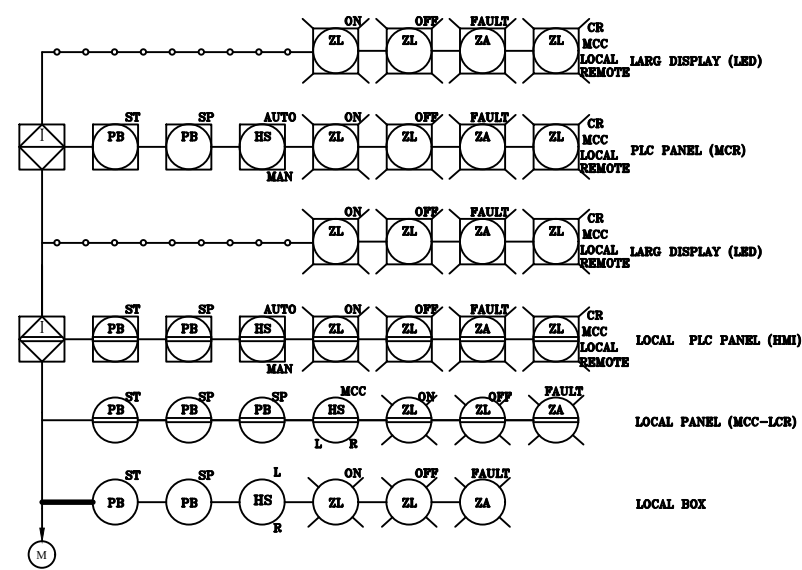 ON OFF FAULT CR
ZL ZL ZA ZL MCC
LOCAL
REMOTE LARG DISPLAY (LED)
ST SP AUTO ON OFF FAULT CR
I PB PB HS ZL ZL ZA ZL MCC
LOCAL PLC PANEL (MCR)
MAN REMOTE
ON OFF FAULT CR
ZL ZL ZA ZL MCC
LOCAL LARG DISPLAY (LED)
REMOTE
ST SP AUTO ON OFF FAULT CR
I PB PB HS ZL ZL ZA ZL MCC
LOCAL LOCAL PLC PANEL (HMI)
MAN REMOTE
ST SP SP MCC ON OFF FAULT
PB PB PB HS ZL ZL ZA
L R LOCAL PANEL (MCC-LCR)
ST SP L ON OFF FAULT
PB PB HS ZL ZL ZA LOCAL BOX
R
M